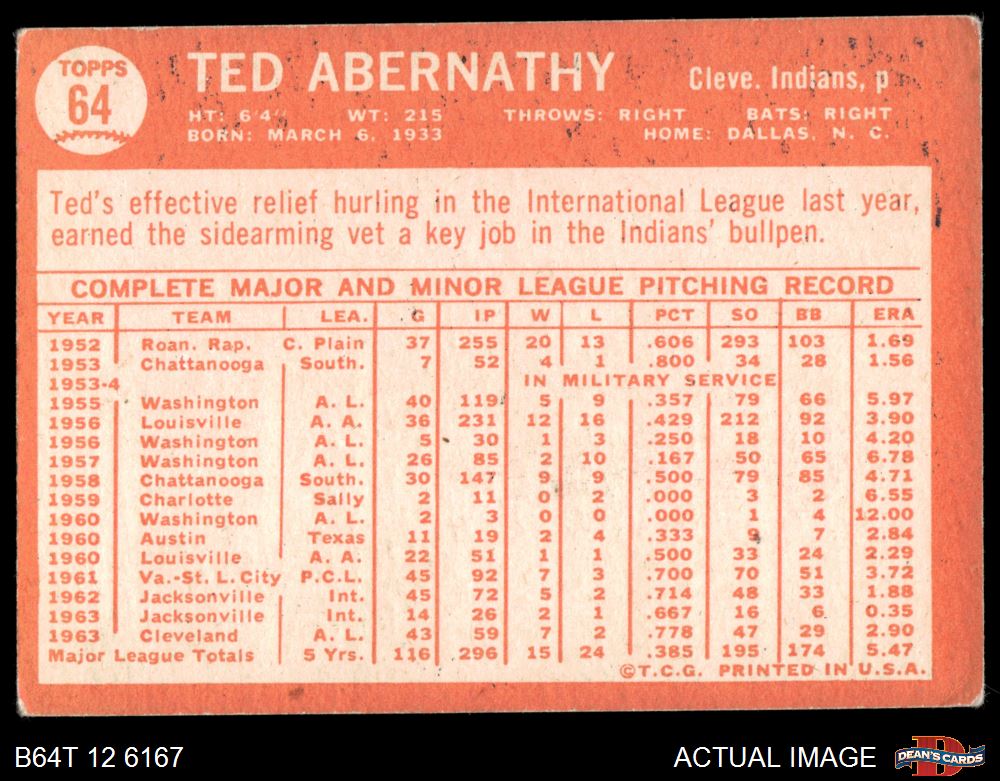 TOPPS
64
TED ABERNATHY Cleve. Indians, p
HT: 6'4" WT: 215 THROWS: RIGHT BATS: RIGHT
BORN: MARCH 6, 1933 HOME: DALLAS, N. C.
Ted's effective relief hurling in the International League last year,
earned the sidearming vet a key job in the Indians' bullpen.
COMPLETE MAJOR AND MINOR LEAGUE PITCHING RECORD
YEAR TEAM LEA. G IP W L PCT SO BB ERA
1952 Roan. Rap. C. Plain 37 255 20 13 .606 293 103 1.69
1953 Chattanooga South. 7 52 4 1 .800 34 28 1.56
1953-4 IN MILITARY SERVICE
1955 Washington A. L. 40 119 5 9 .357 79 66 5.97
1956 Louisville A. A. 36 231 12 16 .429 212 92 3.90
1956 Washington A. L. 5 30 1 3 .250 18 10 4.20
1957 Washington A. L. 26 85 2 10 .167 50 65 6.78
1958 Chattanooga South. 30 147 9 9 .500 79 85 4.71
1959 Charlotte Sally 2 11 0 2 .000 3 2 6.55
1960 Washington A. L. 2 3 0 0 .000 1 4 12.00
1960 Austin Texas 11 19 2 4 .333 9 7 2.84
1960 Louisville A. A. 22 51 1 1 .500 33 24 2.29
1961 Va.-St. L. City P.C.L. 45 92 7 3 .700 70 51 3.72
1962 Jacksonville Int. 45 72 5 2 .714 48 33 1.88
1963 Jacksonville Int. 14 26 2 1 .667 16 6 0.35
1963 Cleveland A. L. 43 59 7 2 .778 47 29 2.90
Major League Totals 5 Yrs. 116 296 15 24 .385 195 174 5.47
©T.C.G. PRINTED IN U.S.A.
B64T 12 6167 ACTUAL IMAGE D DEAN'S CARDS